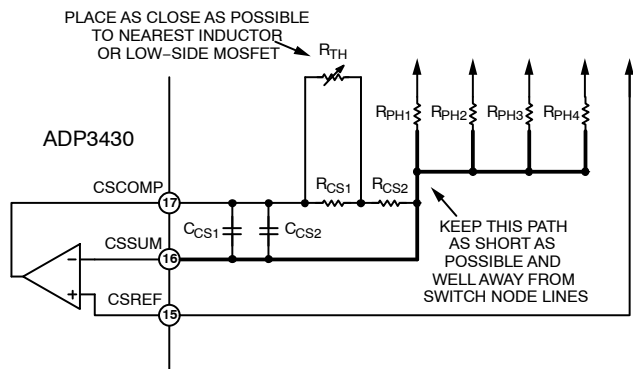 PLACE AS CLOSE AS POSSIBLE
TO NEAREST INDUCTOR
OR LOW–SIDE MOSFET
RTH
RPH1
RPH2
RPH3
RPH4
ADP3430
CSCOMP
17
RCS1
RCS2
CCS1
CCS2
KEEP THIS PATH
AS SHORT AS
POSSIBLE AND
WELL AWAY FROM
SWITCH NODE LINES
CSSUM
16
–
+
CSREF
15